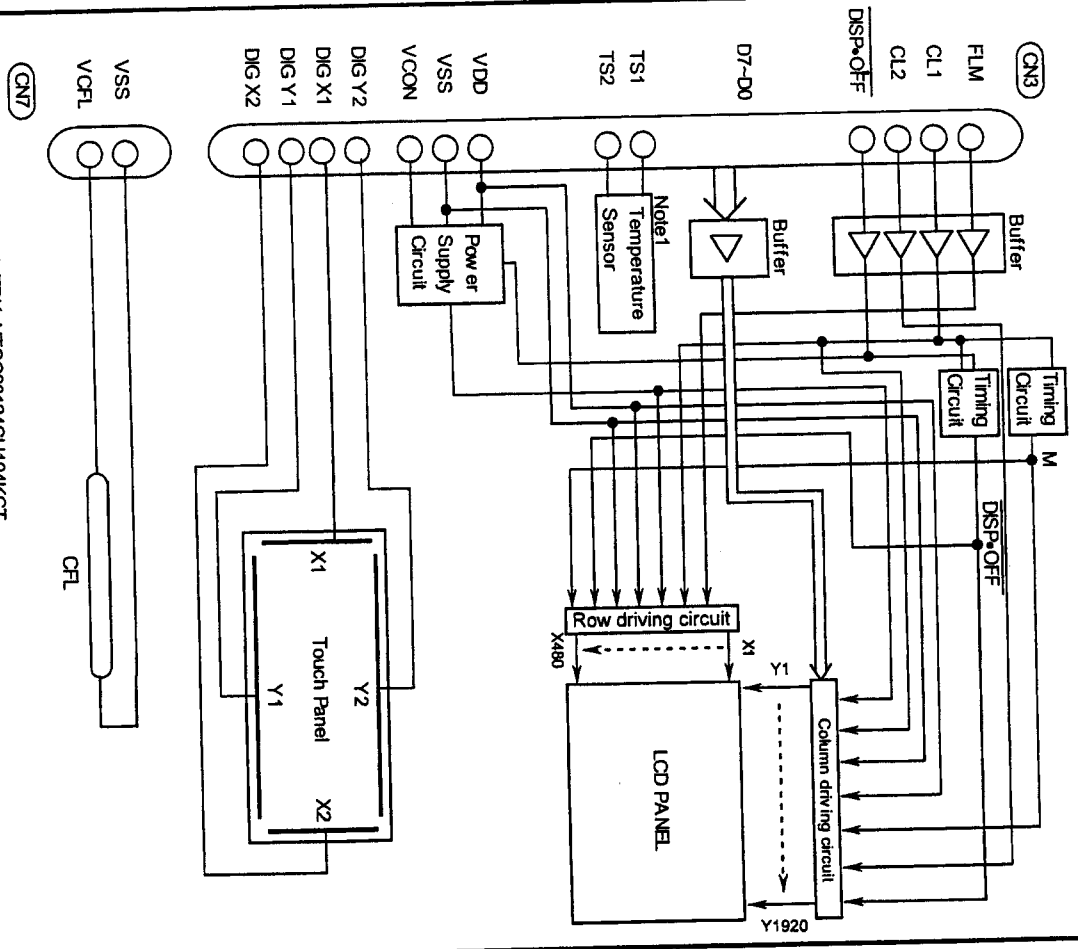 CN3
FLM
CL1
CL2
DISP•OFF
D7~D0
TS1
TS2
VDD
VSS
VCON
DIG Y2
DIG X1
DIG Y1
DIG X2
VSS
VCFL
CN7
Buffer
Buffer
Note1
Temperature
Sensor
Power
Supply
Circuit
Timing
Circuit
Timing
Circuit
M
DISP•OFF
Row driving circuit
X1
X480
Y1
Y1920
Column driving circuit
LCD PANEL
X1
Y2
Touch Panel
Y1
X2
CFL